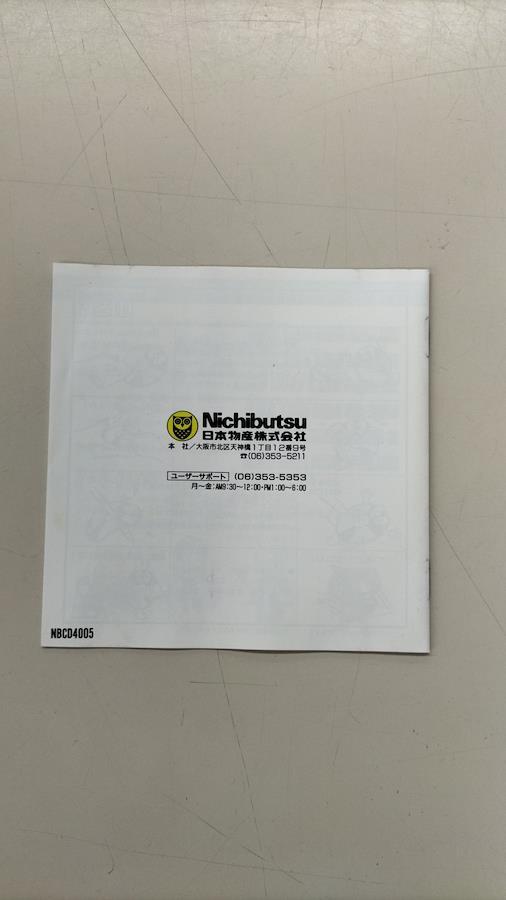 Nichibutsu
日本物産株式会社
本 社/大阪市北区天神橋1丁目12番9号
☎(06)353-5211
ユーザーサポート (06)353-5353
月〜金:AM9:30〜12:00・PM1:00〜6:00
NBCD4005